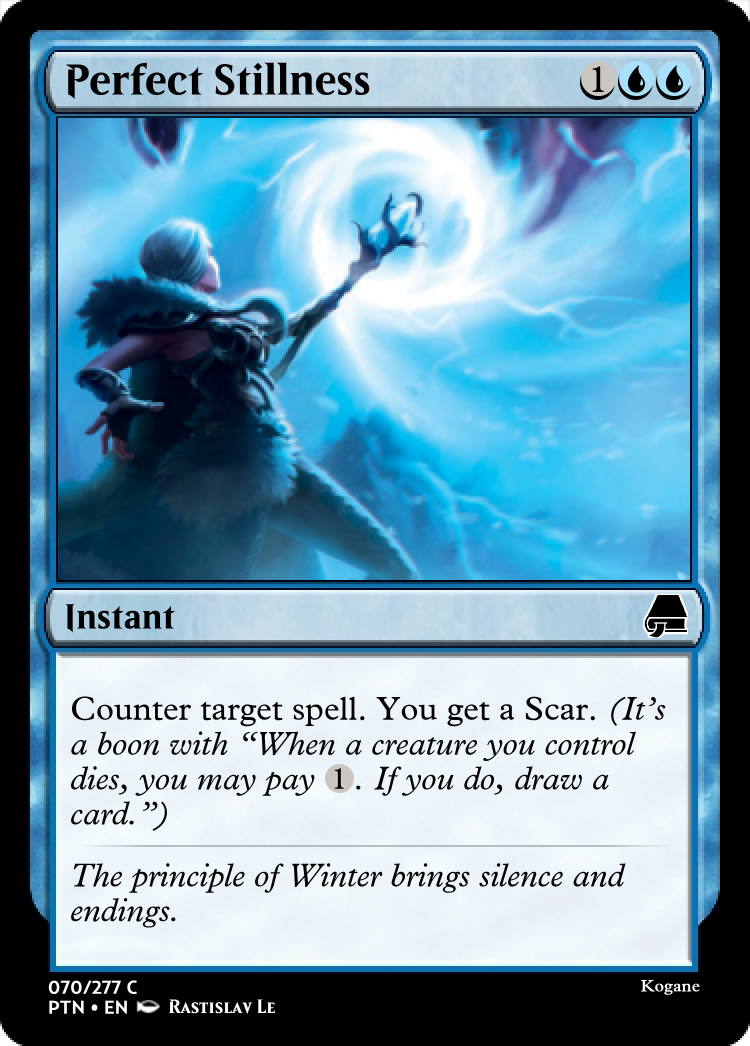 Perfect Stillness 1
Instant
Counter target spell. You get a Scar. (It's
a boon with “When a creature you control
dies, you may pay 1. If you do, draw a
card.”)
The principle of Winter brings silence and
endings.
070/277 C
Kogane
PTN • EN Rastislav Le